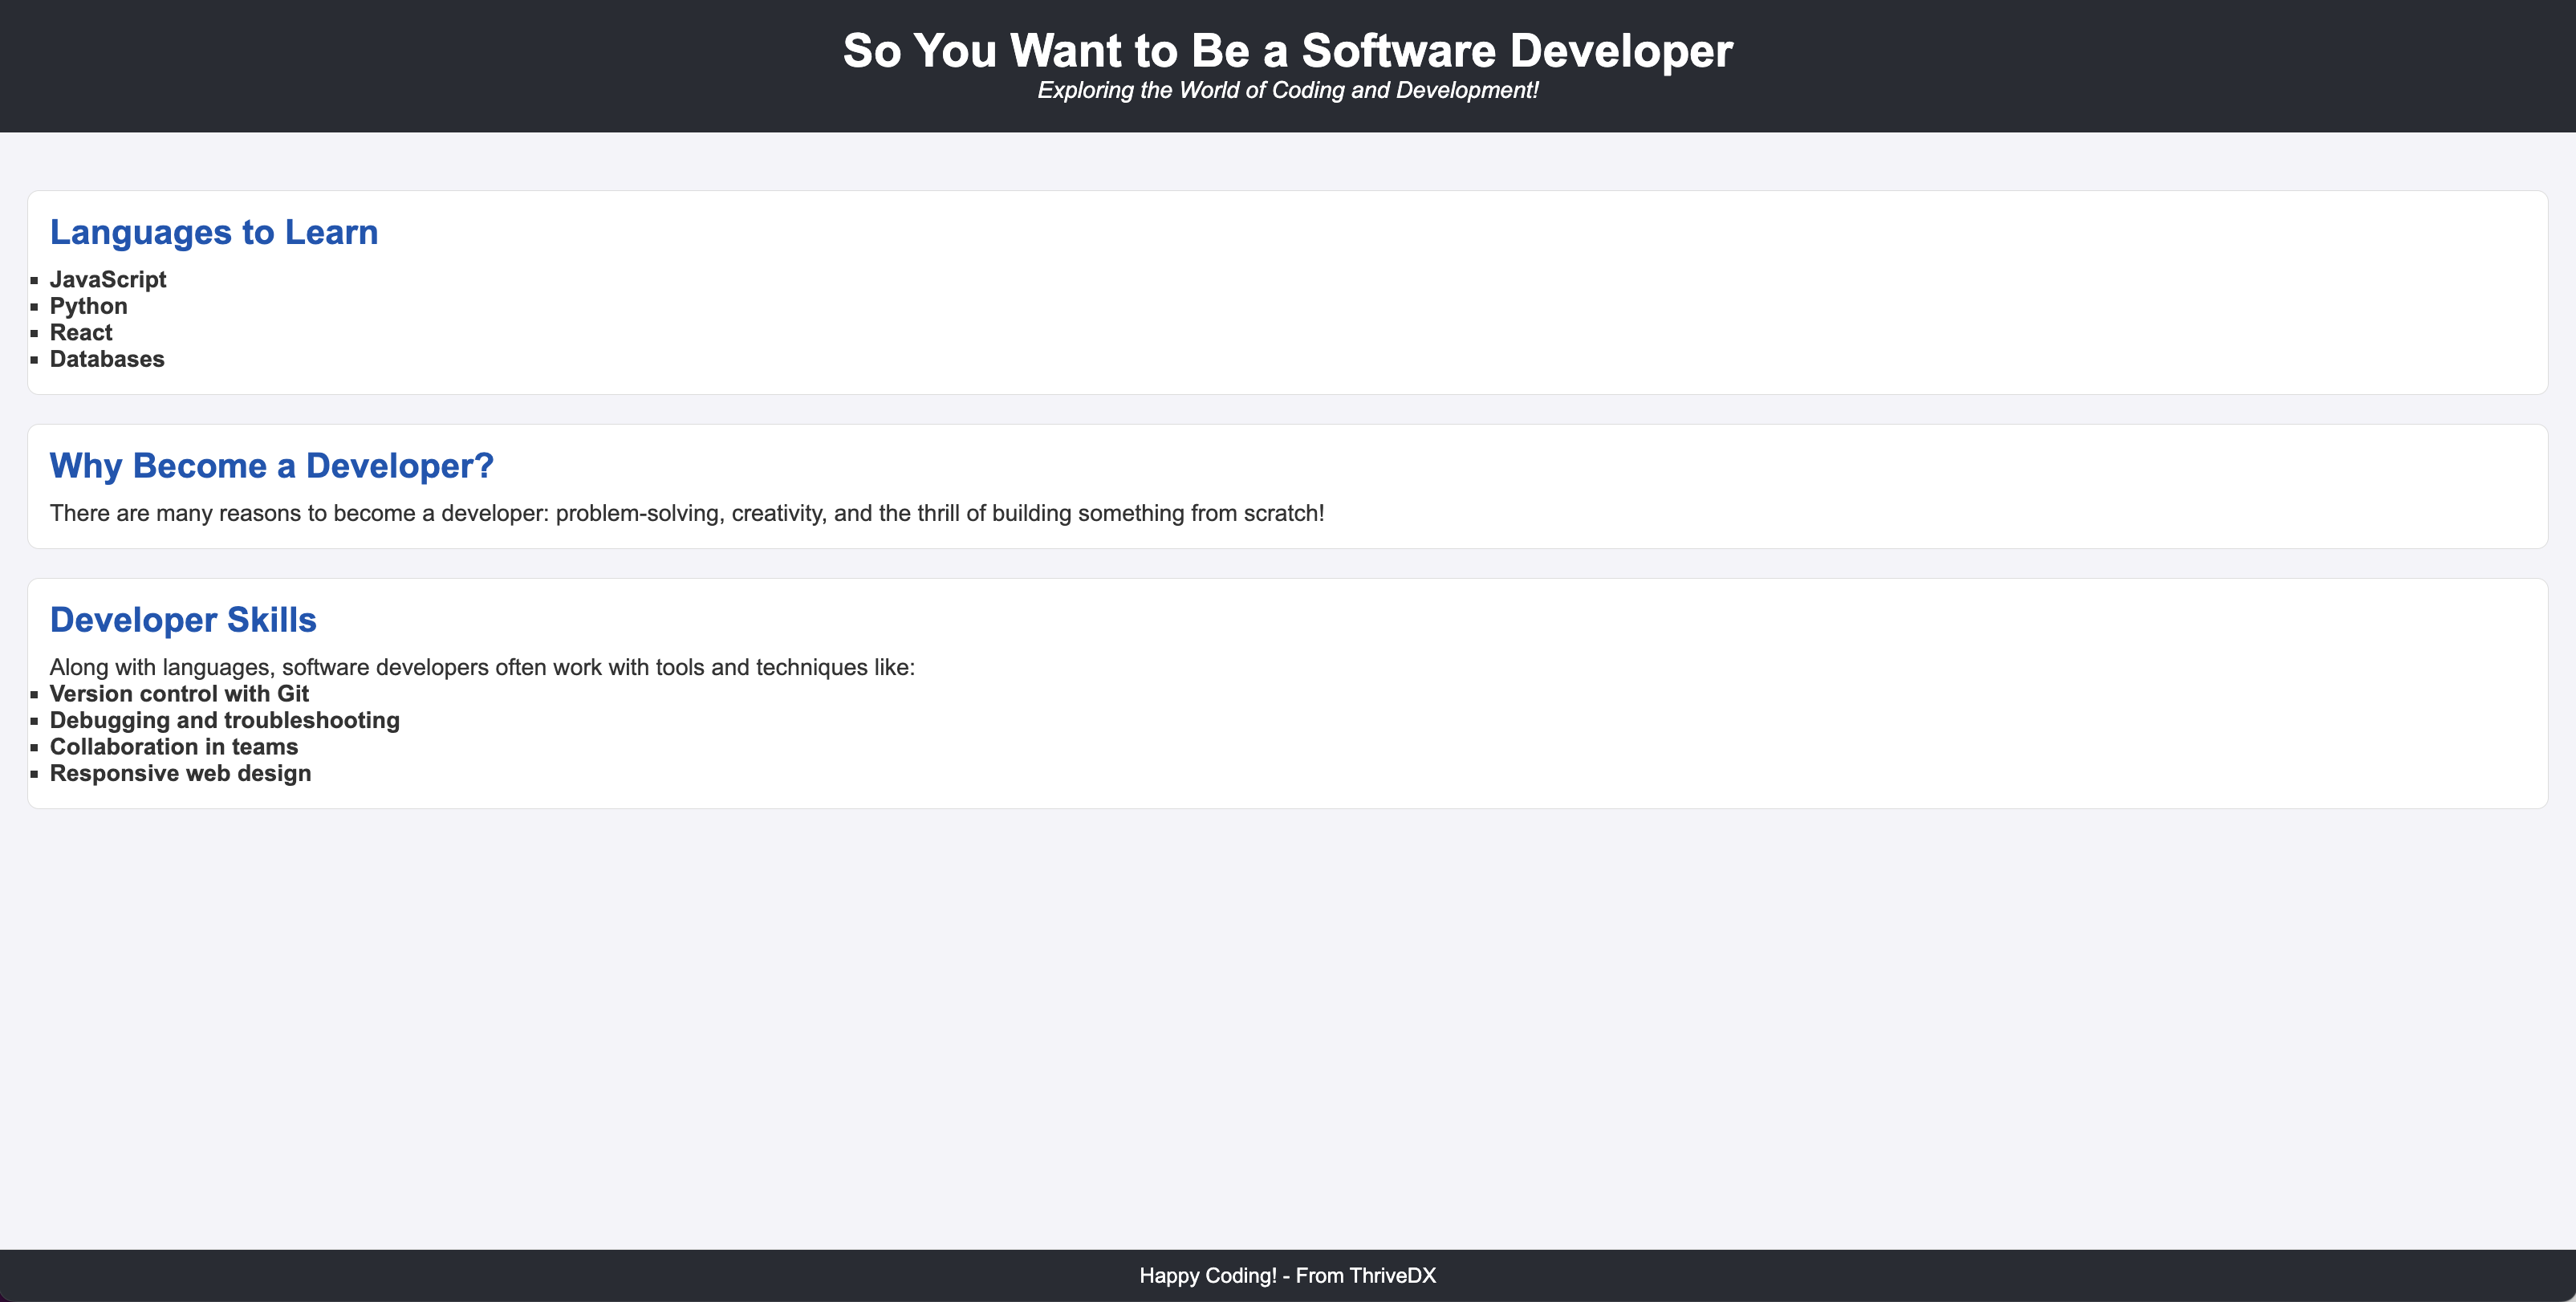 So You Want to Be a Software Developer
Exploring the World of Coding and Development!
Languages to Learn
JavaScript
Python
React
Databases
Why Become a Developer?
There are many reasons to become a developer: problem-solving, creativity, and the thrill of building something from scratch!
Developer Skills
Along with languages, software developers often work with tools and techniques like:
Version control with Git
Debugging and troubleshooting
Collaboration in teams
Responsive web design
Happy Coding! - From ThriveDX